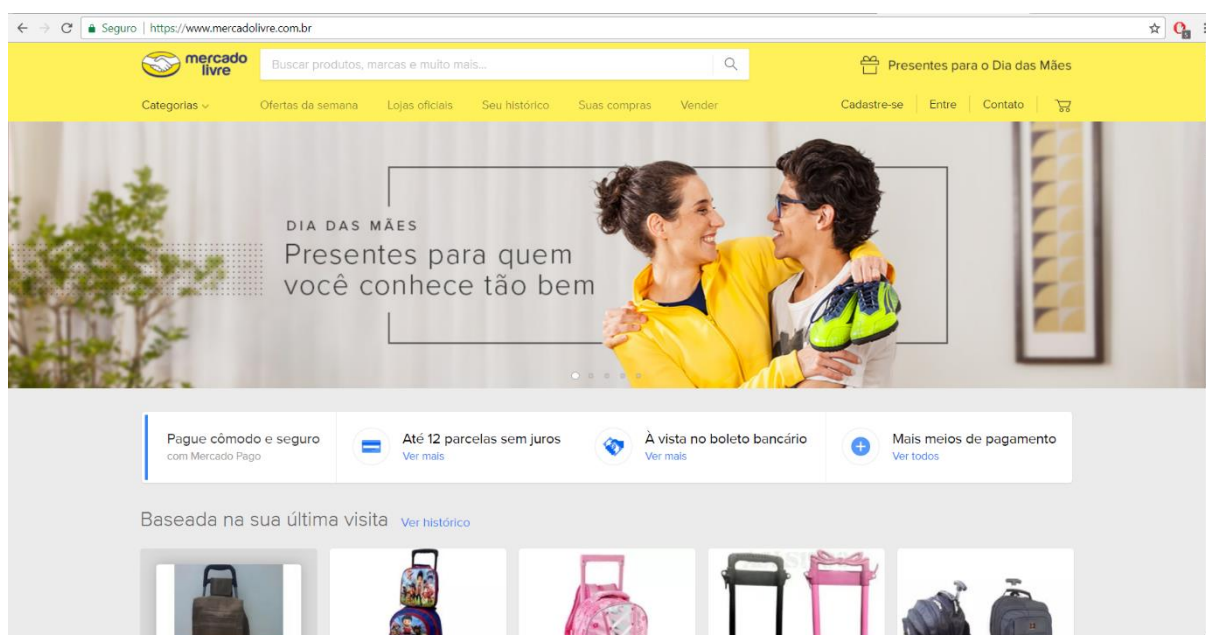 Seguro | https://www.mercadolivre.com.br
mercado
livre
Buscar produtos, marcas e muito mais...
Presentes para o Dia das Mães
Categorias
Ofertas da semana
Lojas oficiais
Seu histórico
Suas compras
Vender
Cadastre-se
Entre
Contato
DIA DAS MÃES
Presentes para quem
você conhece tão bem
Pague cômodo e seguro
com Mercado Pago
Até 12 parcelas sem juros
Ver mais
À vista no boleto bancário
Ver mais
Mais meios de pagamento
Ver todos
Baseada na sua última visita Ver histórico